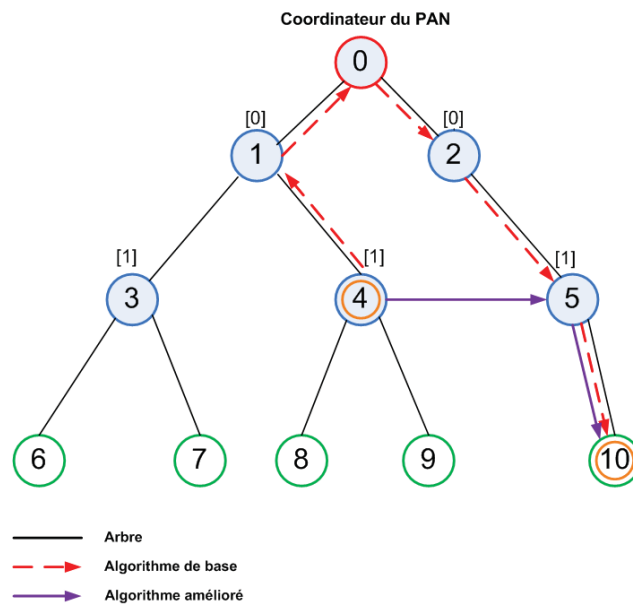 Coordinateur du PAN
0
[0] [0]
1 2
[1] [1] [1]
3 4 5
6 7 8 9 10
Arbre
Algorithme de base
Algorithme amélioré